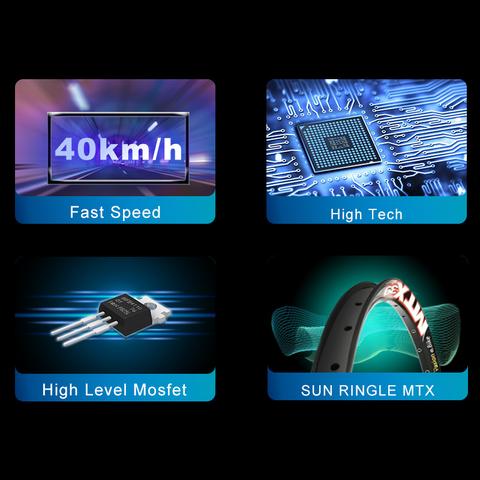 40km/h
Fast Speed
High Tech
High Level Mosfet
SUN RINGLE MTX